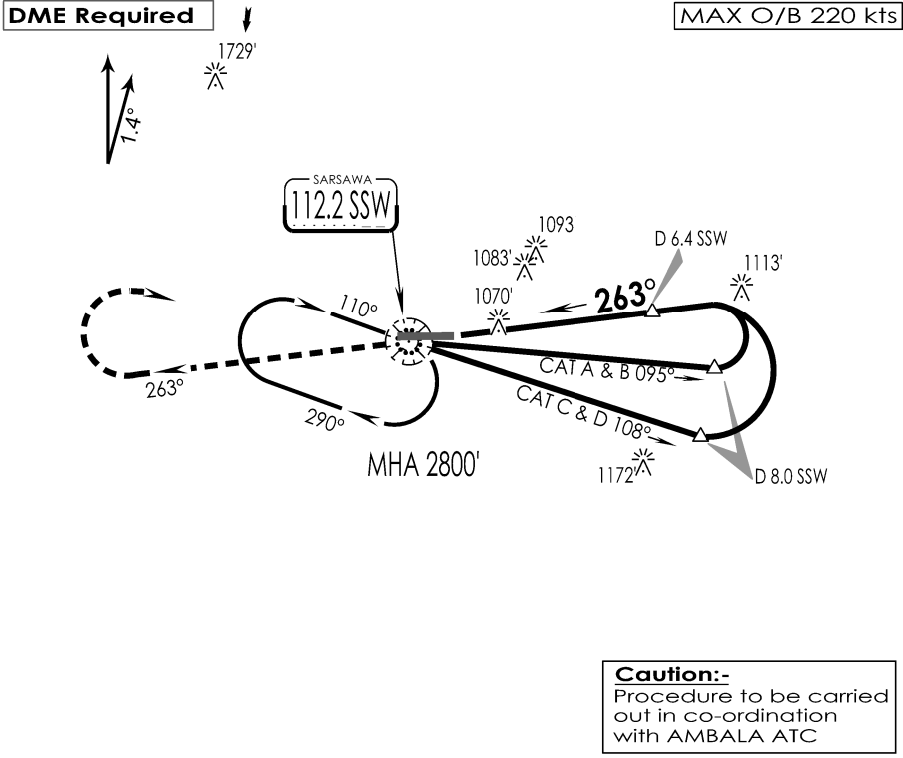 DME Required
MAX O/B 220 kts
1729'
1.4°
SARSAWA
112.2 SSW
1093
1083'
D 6.4 SSW
1113'
1070'
263°
110°
CAT A & B 095°
263°
CAT C & D 108°
290°
MHA 2800'
1172'
D 8.0 SSW
Caution:-
Procedure to be carried
out in co-ordination
with AMBALA ATC